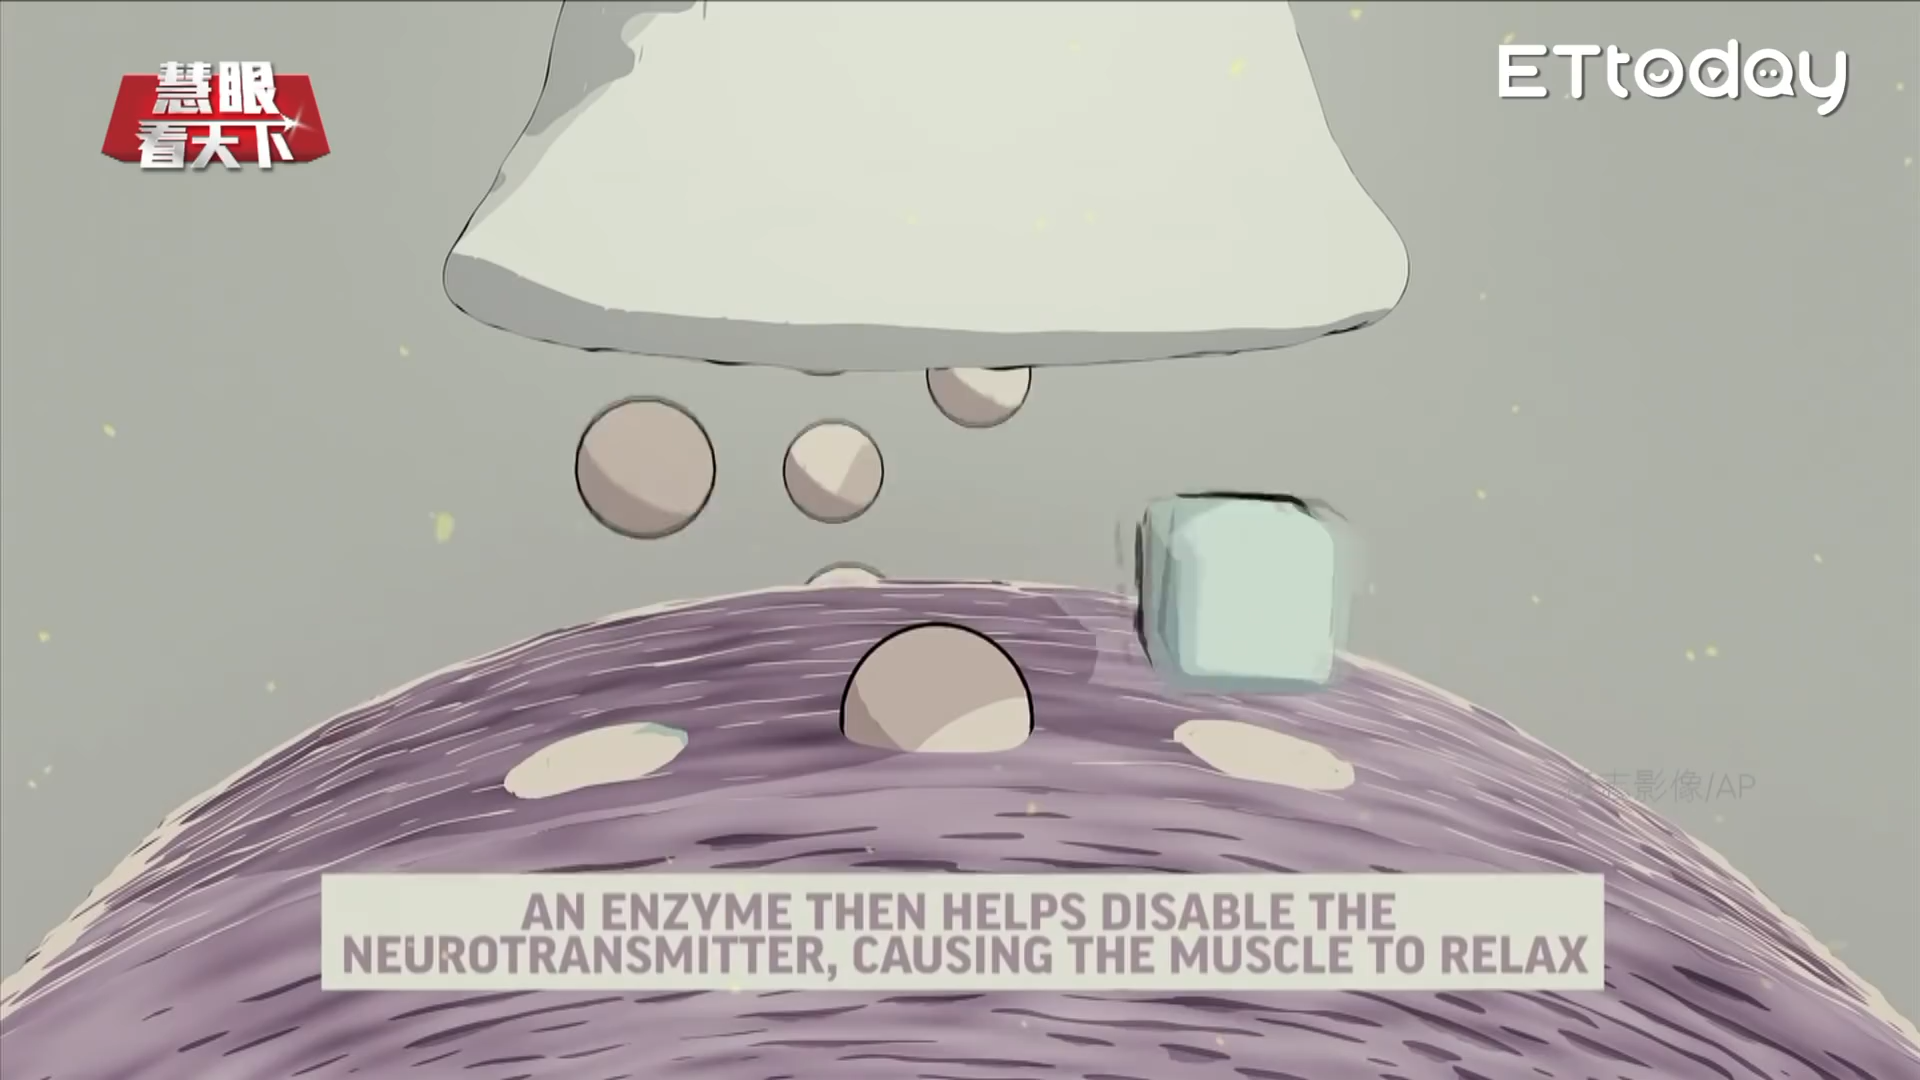 慧眼
看天下
ETtoday
影像/AP
AN ENZYME THEN HELPS DISABLE THE
NEUROTRANSMITTER, CAUSING THE MUSCLE TO RELAX